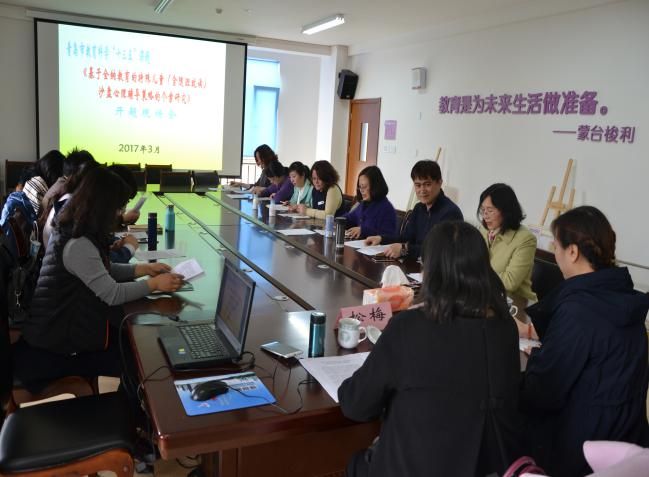 青岛市教育科学“十三五”课题
《基于全纳教育的特殊儿童（含随班就读）
沙盘心理辅导策略的个案研究》
开题现场会
2017年3月
教育是为未来生活做准备。
——蒙台梭利
松梅